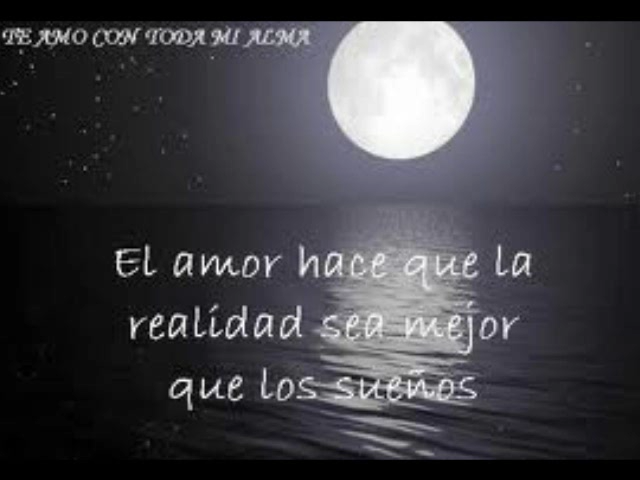 TE AMO CON TODA MI ALMA
El amor hace que la
realidad sea mejor
que los sueños